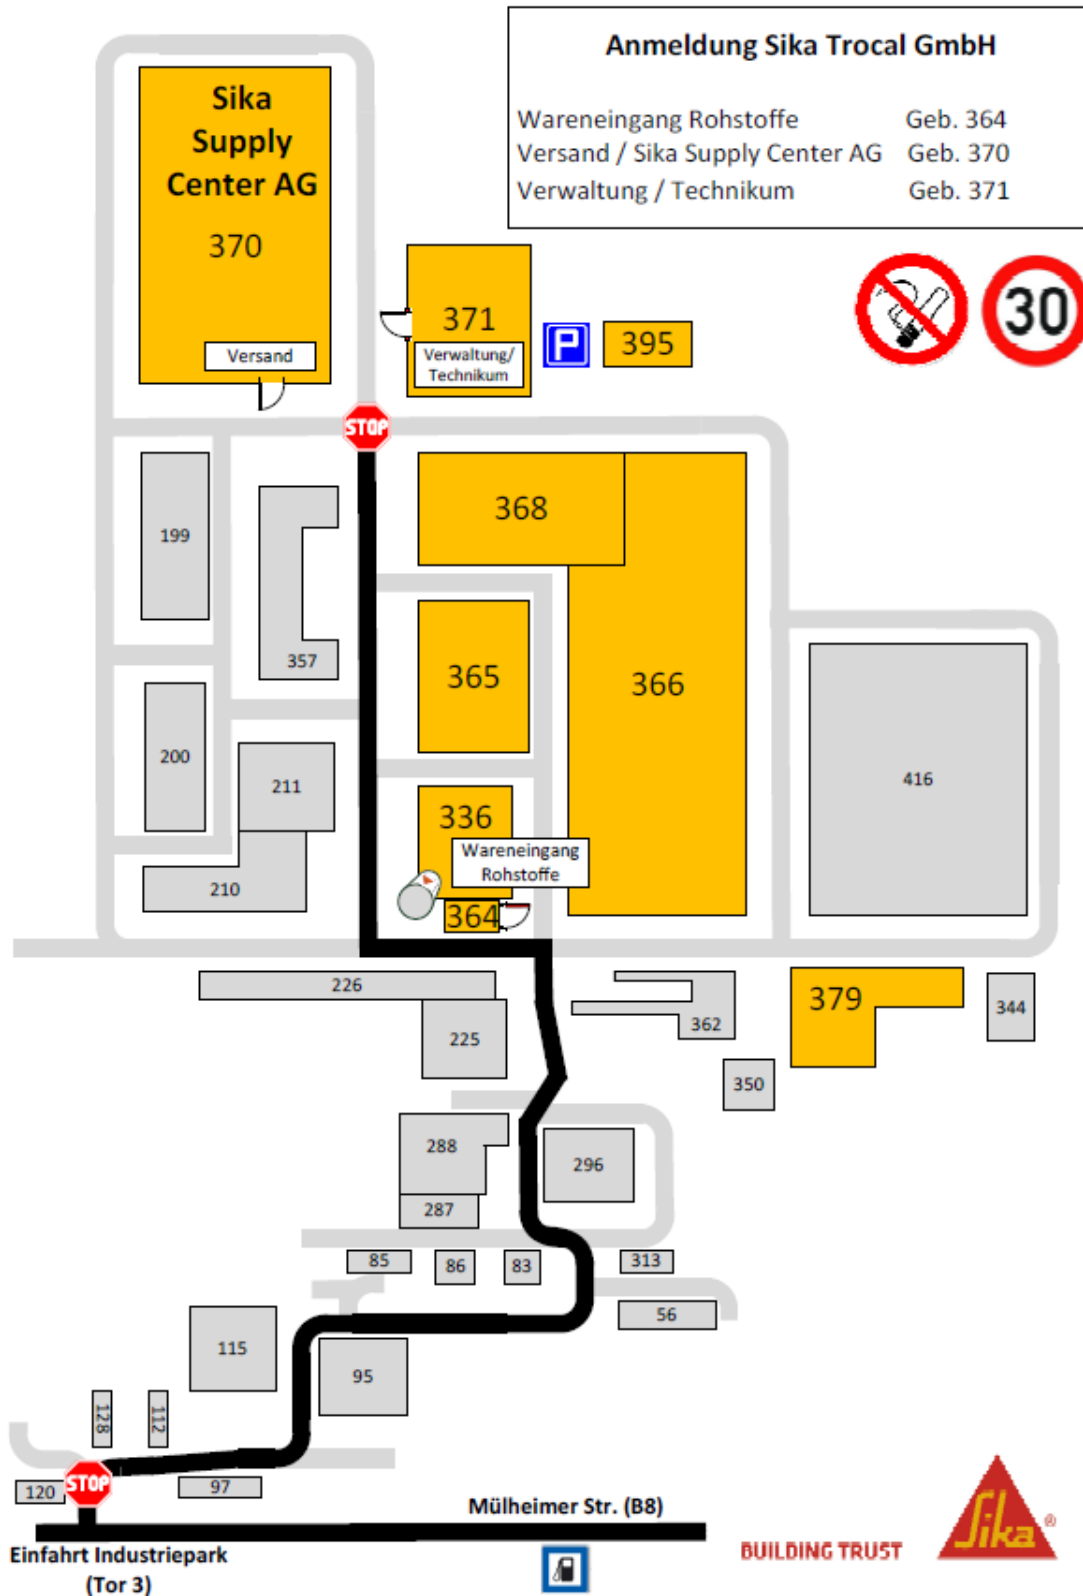 Anmeldung Sika Trocal GmbH
Wareneingang Rohstoffe Geb. 364
Versand / Sika Supply Center AG Geb. 370
Verwaltung / Technikum Geb. 371
Sika
Supply
Center AG
370
Versand
371
Verwaltung/
Technikum
P
395
30
STOP
368
199
357
365
366
200
211
416
336
Wareneingang
Rohstoffe
210
364
226
225
362
379
344
350
288
296
287
85
86
83
313
56
115
95
128
112
STOP
120
97
Mülheimer Str. (B8)
Einfahrt Industriepark
(Tor 3)
BUILDING TRUST
Sika®